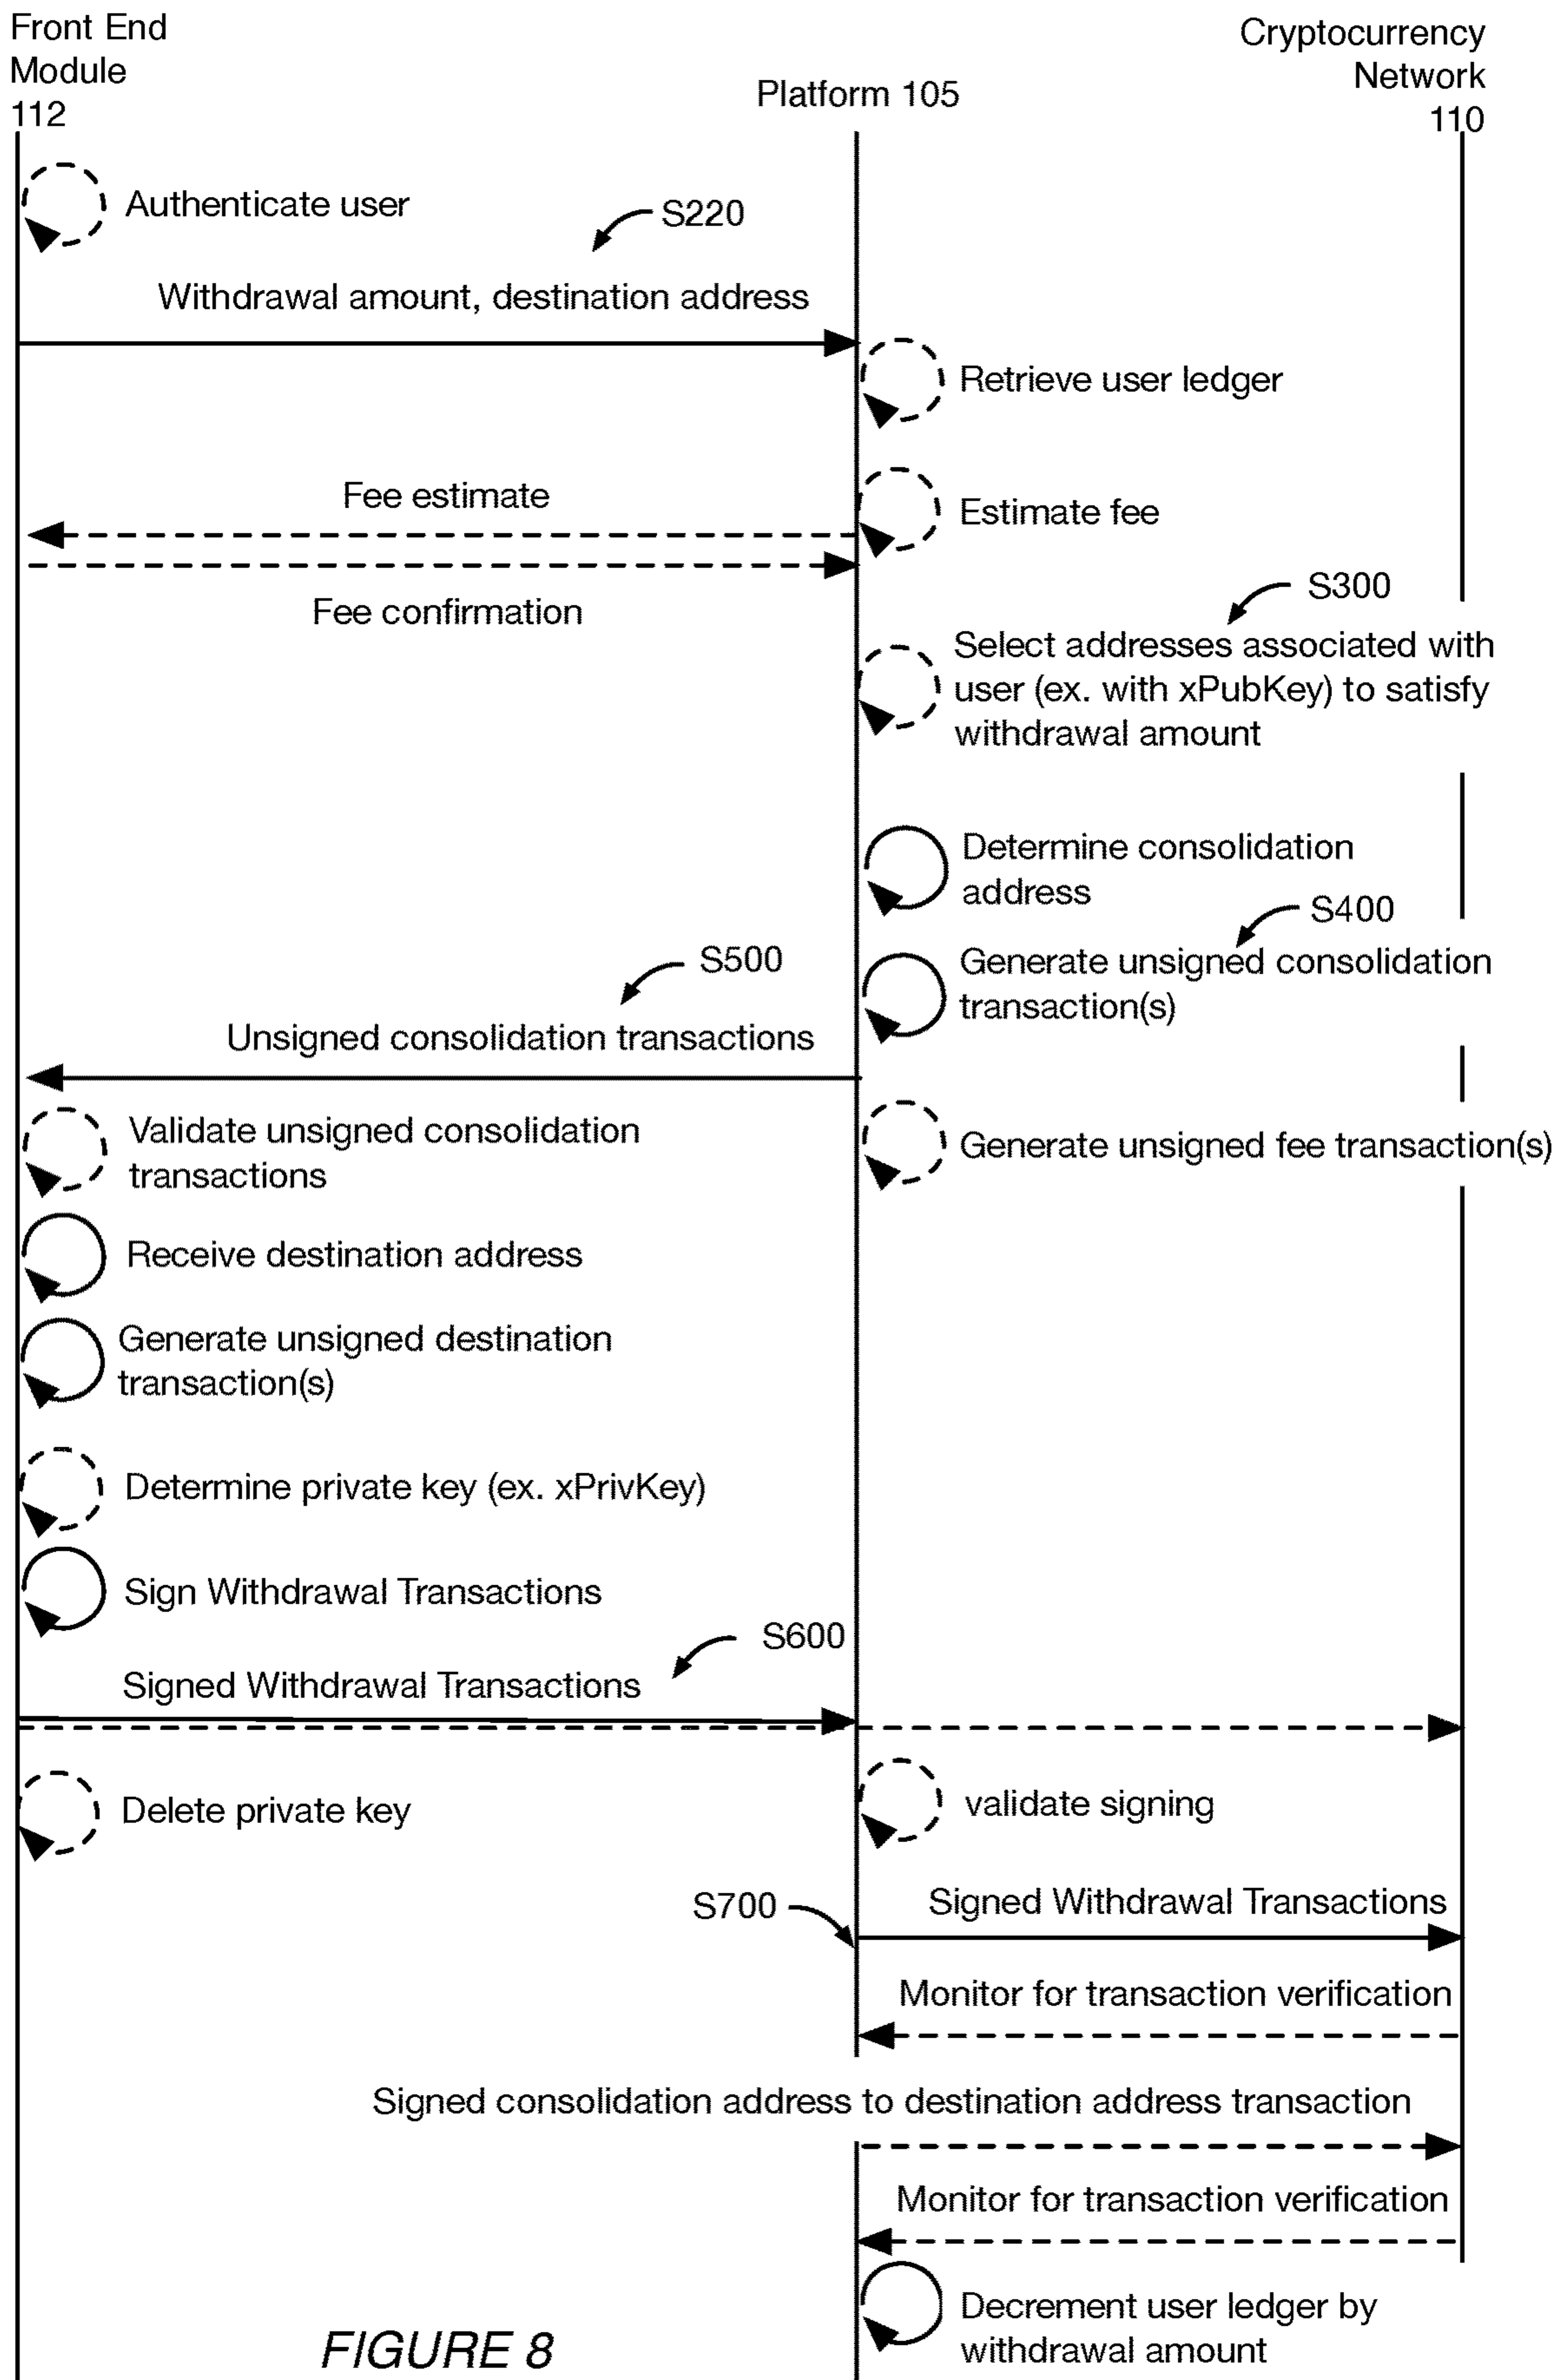 Front End
Module
112
Platform 105
Cryptocurrency
Network
110
Authenticate user
S220
Withdrawal amount, destination address
Retrieve user ledger
Fee estimate
Estimate fee
Fee confirmation
S300
Select addresses associated with
user (ex. with xPubKey) to satisfy
withdrawal amount
Determine consolidation
address
S400
Generate unsigned consolidation
transaction(s)
S500
Unsigned consolidation transactions
Validate unsigned consolidation
transactions
Generate unsigned fee transaction(s)
Receive destination address
Generate unsigned destination
transaction(s)
Determine private key (ex. xPrivKey)
Sign Withdrawal Transactions
S600
Signed Withdrawal Transactions
Delete private key
validate signing
S700
Signed Withdrawal Transactions
Monitor for transaction verification
Signed consolidation address to destination address transaction
Monitor for transaction verification
Decrement user ledger by
withdrawal amount
FIGURE 8